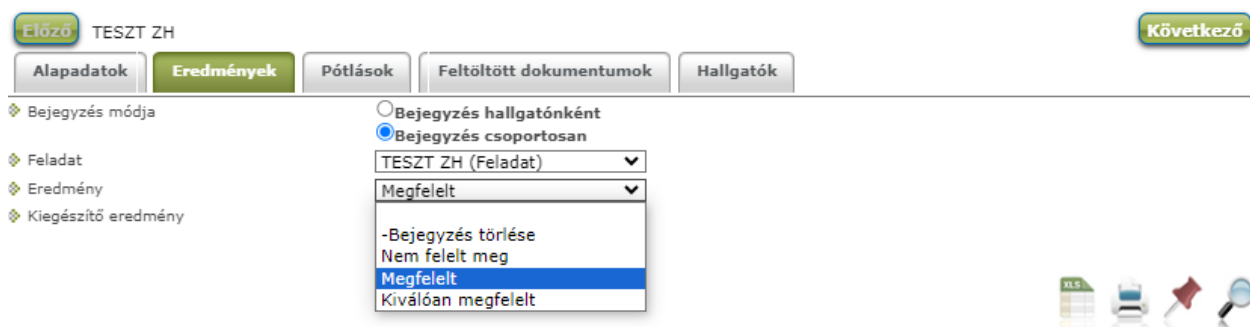 Előző TESZT ZH Következő
Alapadatok Eredmények Pótlások Feltöltött dokumentumok Hallgatók
Bejegyzés módja Bejegyzés hallgatónként
Bejegyzés csoportosan
Feladat TESZT ZH (Feladat)
Eredmény Megfelelt
Kiegészítő eredmény
-Bejegyzés törlése
Nem felelt meg
Megfelelt
Kiválóan megfelelt
XLS